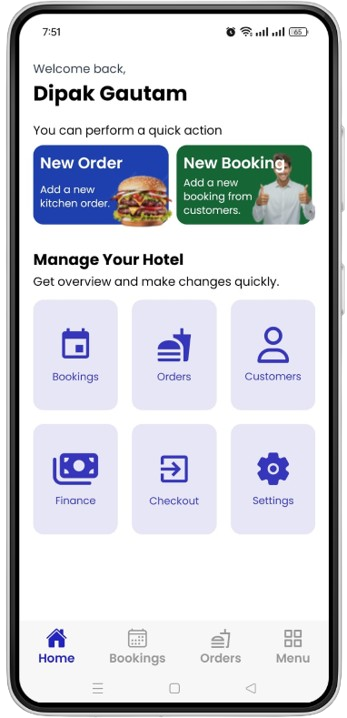 7:51
65
Welcome back,
Dipak Gautam
You can perform a quick action
New Order
Add a new
kitchen order.
New Booking
Add a new
booking from
customers.
Manage Your Hotel
Get overview and make changes quickly.
Bookings
Orders
Customers
Finance
Checkout
Settings
Home
Bookings
Orders
Menu